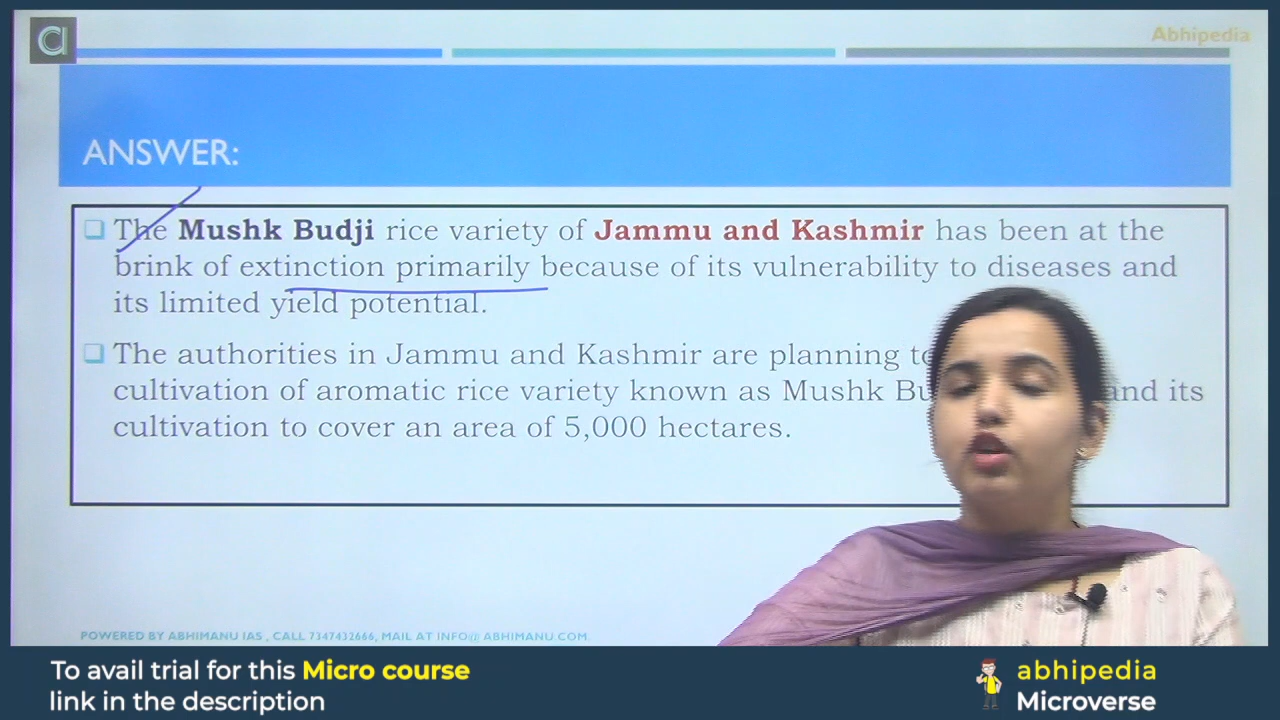 Abhipedia
ANSWER:
The Mushk Budji rice variety of Jammu and Kashmir has been at the
brink of extinction primarily because of its vulnerability to diseases and
its limited yield potential.
The authorities in Jammu and Kashmir are planning
cultivation of aromatic rice variety known as Mushk and its
cultivation to cover an area of 5,000 hectares.
POWERED BY ABHIMANU IAS , CALL 7347432666, MAIL AT INFO@ ABHIMANU.COM.
To avail trial for this Micro course
link in the description
abhipedia
Microverse